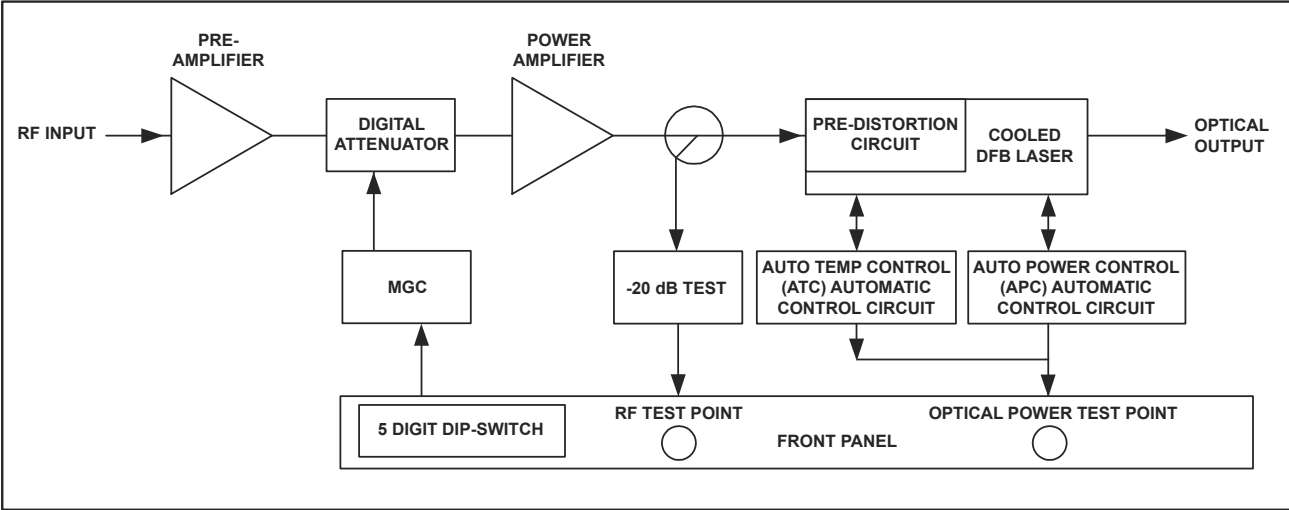 PRE-
AMPLIFIER
POWER
AMPLIFIER
RF INPUT
DIGITAL
ATTENUATOR
PRE-DISTORTION
CIRCUIT
COOLED
DFB LASER
OPTICAL
OUTPUT
MGC
-20 dB TEST
AUTO TEMP CONTROL
(ATC) AUTOMATIC
CONTROL CIRCUIT
AUTO POWER CONTROL
(APC) AUTOMATIC
CONTROL CIRCUIT
5 DIGIT DIP-SWITCH
RF TEST POINT
OPTICAL POWER TEST POINT
FRONT PANEL